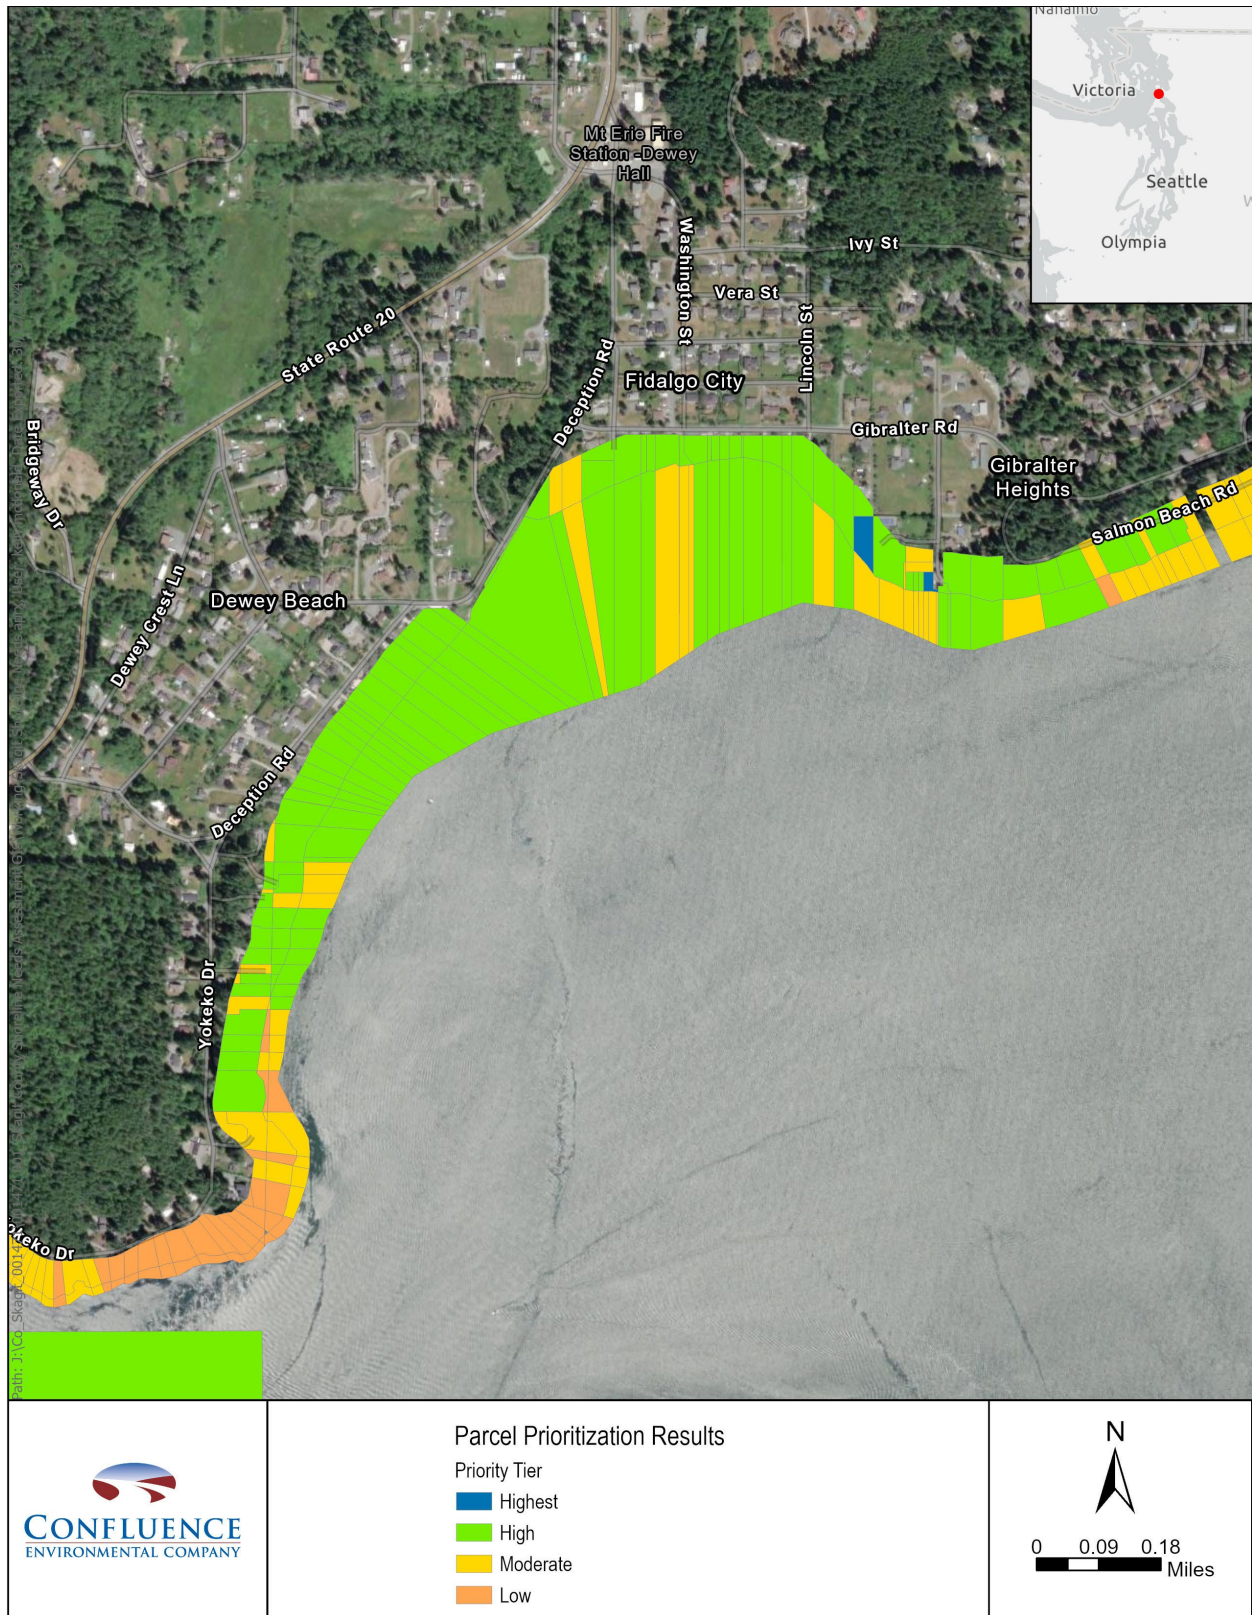 Nanaimo
Victoria
Seattle
Olympia
Mt Erie Fire
Station -Dewey
Hall
Washington St
Ivy St
Vera St
Lincoln St
State Route 20
Deception Rd
Fidalgo City
Gibralter Rd
Gibralter
Heights
Salmon Beach Rd
Bridgeway Dr
Dewey Crest Ln
Dewey Beach
Deception Rd
Yokeko Dr
okeko Dr
CONFLUENCE
ENVIRONMENTAL COMPANY
Parcel Prioritization Results
Priority Tier
Highest
High
Moderate
Low
N
0 0.09 0.18
Miles